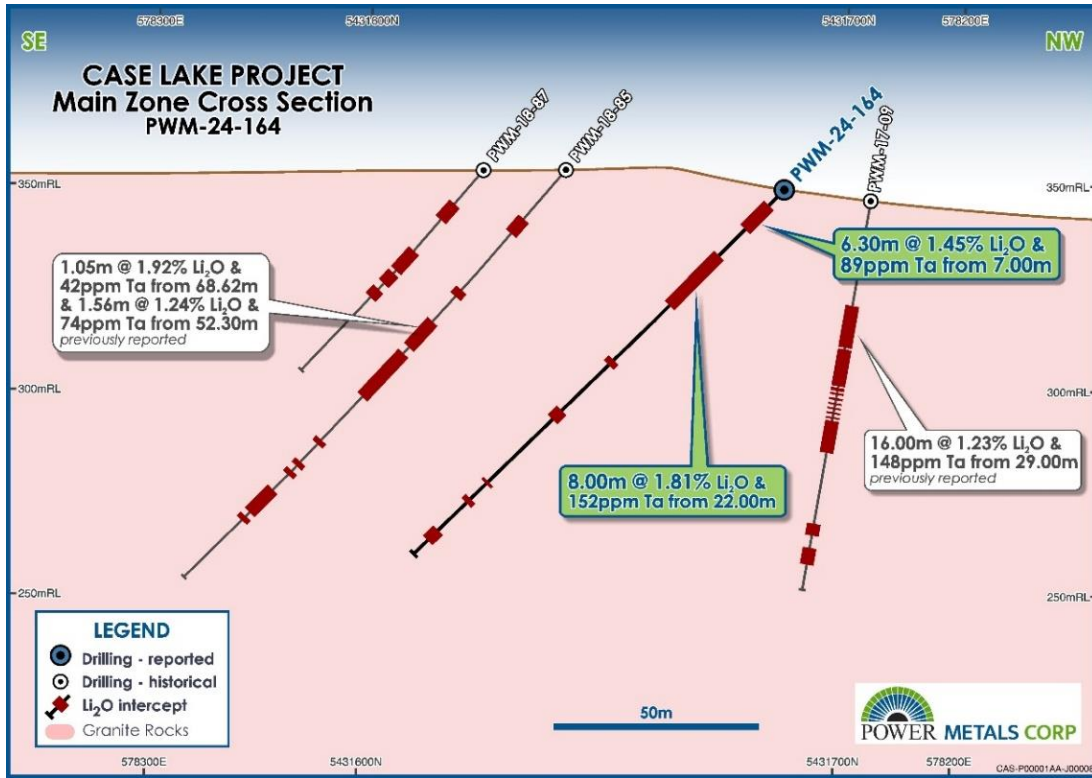 578300E
5431600N
5431700N
578200E
SE
NW
CASE LAKE PROJECT
Main Zone Cross Section
PWM-24-164
PWM-18-87
PWM-18-85
PWM-24-164
PWM-17-09
350mRL
350mRL
6.30m @ 1.45% Li₂O &
89ppm Ta from 7.00m
1.05m @ 1.92% Li₂O &
42ppm Ta from 68.62m
& 1.56m @ 1.24% Li₂O &
74ppm Ta from 52.30m
previously reported
300mRL
300mRL
16.00m @ 1.23% Li₂O &
148ppm Ta from 29.00m
previously reported
8.00m @ 1.81% Li₂O &
152ppm Ta from 22.00m
250mRL
250mRL
LEGEND
Drilling - reported
Drilling - historical
Li₂O intercept
Granite Rocks
50m
POWER METALS CORP
578300E
5431600N
5431700N
578200E
CAS-P00001AA-J00008